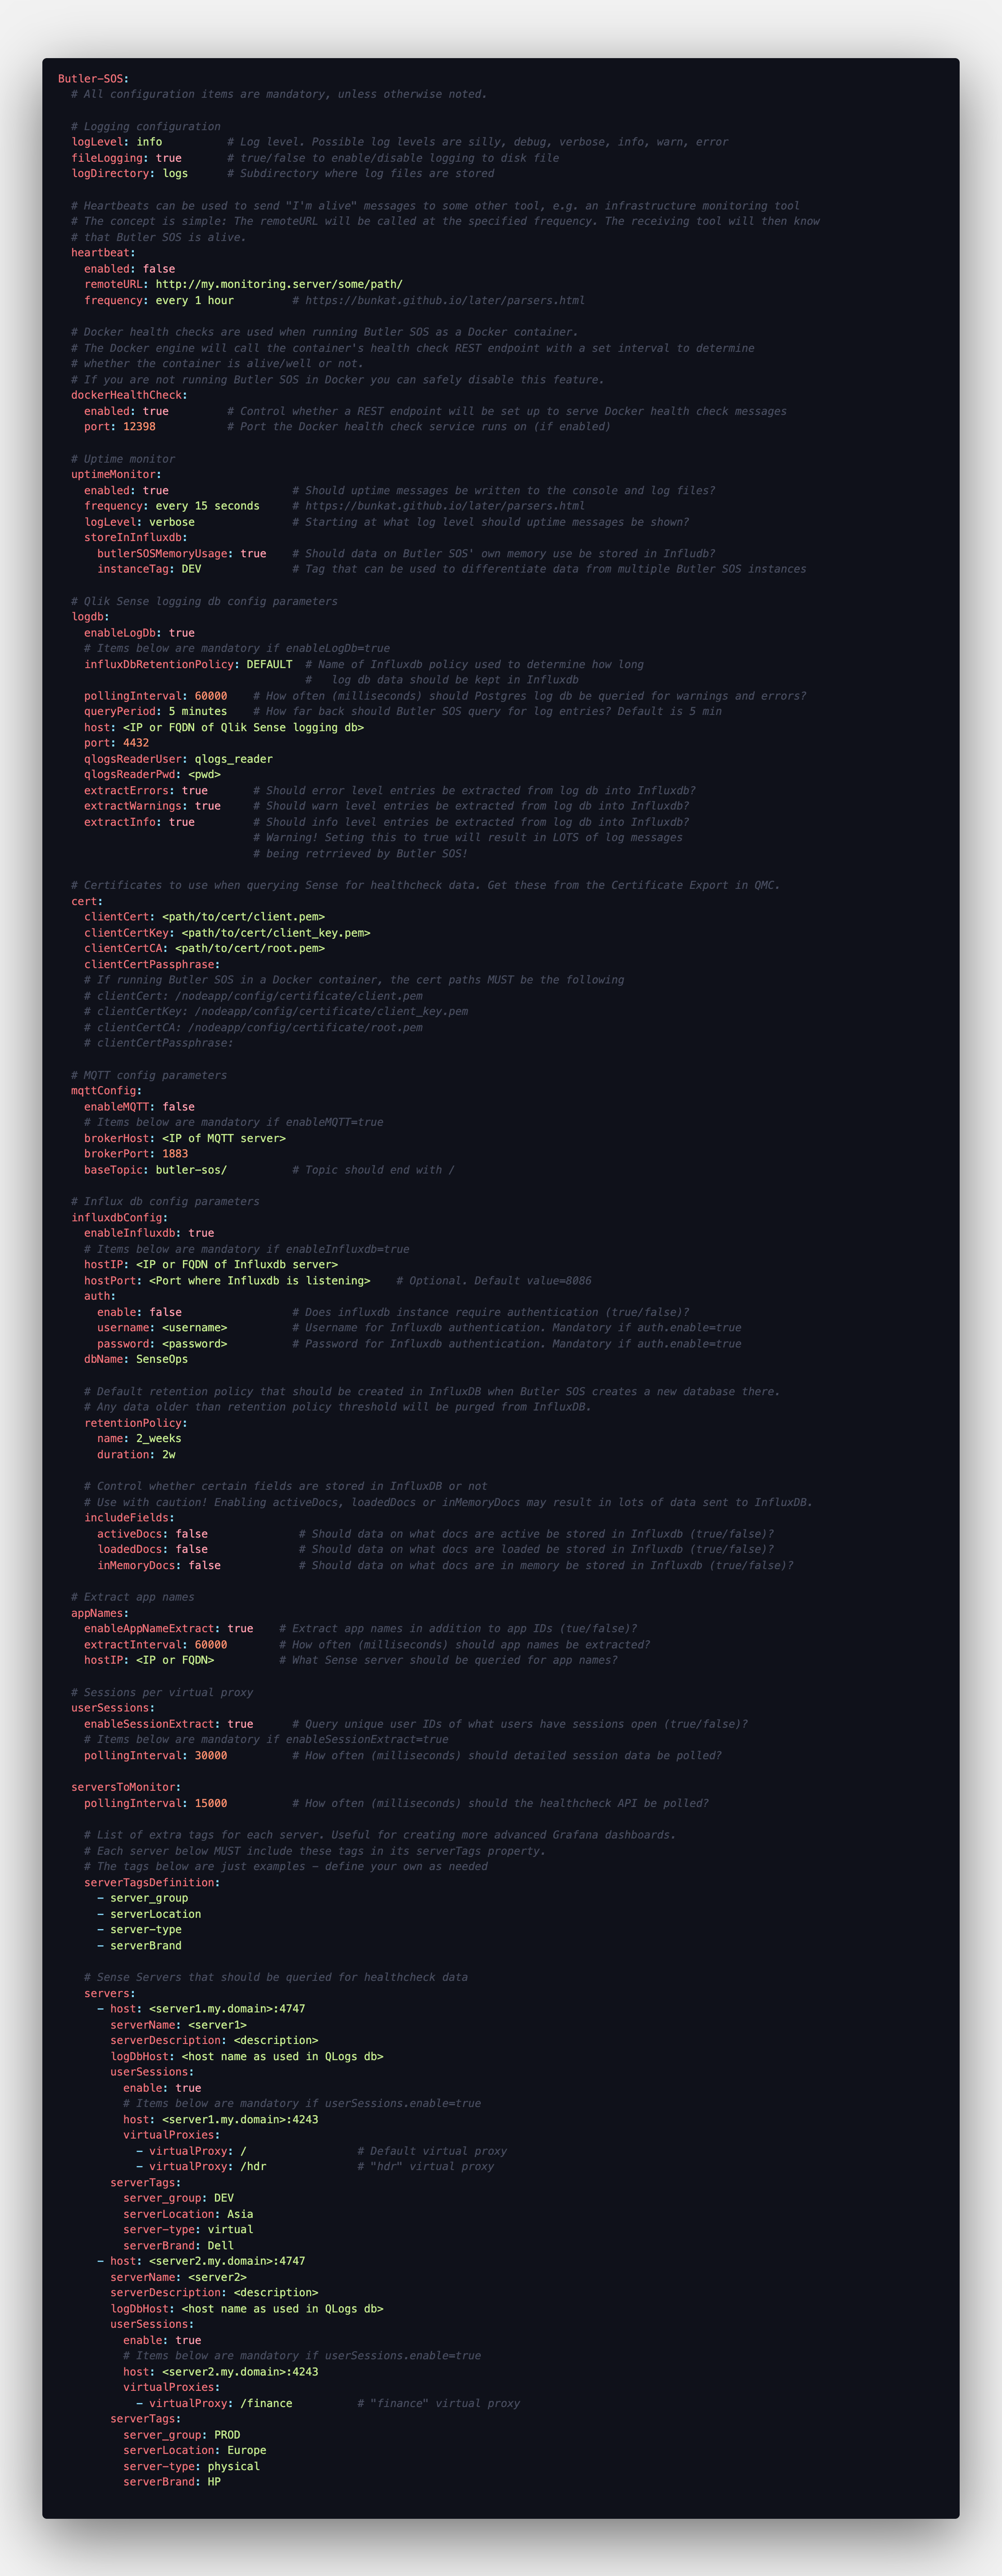 Butler-SOS:
# All configuration items are mandatory, unless otherwise noted.
# Logging configuration
logLevel: info # Log level. Possible log levels are silly, debug, verbose, info, warn, error
fileLogging: true # true/false to enable/disable logging to disk file
logDirectory: logs # Subdirectory where log files are stored
# Heartbeats can be used to send "I'm alive" messages to some other tool, e.g. an infrastructure monitoring tool
# The concept is simple: The remoteURL will be called at the specified frequency. The receiving tool will then know
# that Butler SOS is alive.
heartbeat:
enabled: false
remoteURL: http://my.monitoring.server/some/path/
frequency: every 1 hour # https://bunkat.github.io/later/parsers.html
# Docker health checks are used when running Butler SOS as a Docker container.
# The Docker engine will call the container's health check REST endpoint with a set interval to determine
# whether the container is alive/well or not.
# If you are not running Butler SOS in Docker you can safely disable this feature.
dockerHealthCheck:
enabled: true # Control whether a REST endpoint will be set up to serve Docker health check messages
port: 12398 # Port the Docker health check service runs on (if enabled)
# Uptime monitor
uptimeMonitor:
enabled: true # Should uptime messages be written to the console and log files?
frequency: every 15 seconds # https://bunkat.github.io/later/parsers.html
logLevel: verbose # Starting at what log level should uptime messages be shown?
storeInInfluxdb:
butlerSOSMemoryUsage: true # Should data on Butler SOS' own memory use be stored in Infludb?
instanceTag: DEV # Tag that can be used to differentiate data from multiple Butler SOS instances
# Qlik Sense logging db config parameters
logdb:
enableLogDb: true
# Items below are mandatory if enableLogDb=true
influxDbRetentionPolicy: DEFAULT # Name of Influxdb policy used to determine how long
# log db data should be kept in Influxdb
pollingInterval: 60000 # How often (milliseconds) should Postgres log db be queried for warnings and errors?
queryPeriod: 5 minutes # How far back should Butler SOS query for log entries? Default is 5 min
host: <IP or FQDN of Qlik Sense logging db>
port: 4432
qlogsReaderUser: qlogs_reader
qlogsReaderPwd: <pwd>
extractErrors: true # Should error level entries be extracted from log db into Influxdb?
extractWarnings: true # Should warn level entries be extracted from log db into Influxdb?
extractInfo: true # Should info level entries be extracted from log db into Influxdb?
# Warning! Seting this to true will result in LOTS of log messages
# being retrrieved by Butler SOS!
# Certificates to use when querying Sense for healthcheck data. Get these from the Certificate Export in QMC.
cert:
clientCert: <path/to/cert/client.pem>
clientCertKey: <path/to/cert/client_key.pem>
clientCertCA: <path/to/cert/root.pem>
clientCertPassphrase:
# If running Butler SOS in a Docker container, the cert paths MUST be the following
# clientCert: /nodeapp/config/certificate/client.pem
# clientCertKey: /nodeapp/config/certificate/client_key.pem
# clientCertCA: /nodeapp/config/certificate/root.pem
# clientCertPassphrase:
# MQTT config parameters
mqttConfig:
enableMQTT: false
# Items below are mandatory if enableMQTT=true
brokerHost: <IP of MQTT server>
brokerPort: 1883
baseTopic: butler-sos/ # Topic should end with /
# Influx db config parameters
influxdbConfig:
enableInfluxdb: true
# Items below are mandatory if enableInfluxdb=true
hostIP: <IP or FQDN of Influxdb server>
hostPort: <Port where Influxdb is listening> # Optional. Default value=8086
auth:
enable: false # Does influxdb instance require authentication (true/false)?
username: <username> # Username for Influxdb authentication. Mandatory if auth.enable=true
password: <password> # Password for Influxdb authentication. Mandatory if auth.enable=true
dbName: SenseOps
# Default retention policy that should be created in InfluxDB when Butler SOS creates a new database there.
# Any data older than retention policy threshold will be purged from InfluxDB.
retentionPolicy:
name: 2_weeks
duration: 2w
# Control whether certain fields are stored in InfluxDB or not
# Use with caution! Enabling activeDocs, loadedDocs or inMemoryDocs may result in lots of data sent to InfluxDB.
includeFields:
activeDocs: false # Should data on what docs are active be stored in Influxdb (true/false)?
loadedDocs: false # Should data on what docs are loaded be stored in Influxdb (true/false)?
inMemoryDocs: false # Should data on what docs are in memory be stored in Influxdb (true/false)?
# Extract app names
appNames:
enableAppNameExtract: true # Extract app names in addition to app IDs (tue/false)?
extractInterval: 60000 # How often (milliseconds) should app names be extracted?
hostIP: <IP or FQDN> # What Sense server should be queried for app names?
# Sessions per virtual proxy
userSessions:
enableSessionExtract: true # Query unique user IDs of what users have sessions open (true/false)?
# Items below are mandatory if enableSessionExtract=true
pollingInterval: 30000 # How often (milliseconds) should detailed session data be polled?
serversToMonitor:
pollingInterval: 15000 # How often (milliseconds) should the healthcheck API be polled?
# List of extra tags for each server. Useful for creating more advanced Grafana dashboards.
# Each server below MUST include these tags in its serverTags property.
# The tags below are just examples - define your own as needed
serverTagsDefinition:
- server_group
- serverLocation
- server-type
- serverBrand
# Sense Servers that should be queried for healthcheck data
servers:
- host: <server1.my.domain>:4747
serverName: <server1>
serverDescription: <description>
logDbHost: <host name as used in QLogs db>
userSessions:
enable: true
# Items below are mandatory if userSessions.enable=true
host: <server1.my.domain>:4243
virtualProxies:
- virtualProxy: / # Default virtual proxy
- virtualProxy: /hdr # "hdr" virtual proxy
serverTags:
server_group: DEV
serverLocation: Asia
server-type: virtual
serverBrand: Dell
- host: <server2.my.domain>:4747
serverName: <server2>
serverDescription: <description>
logDbHost: <host name as used in QLogs db>
userSessions:
enable: true
# Items below are mandatory if userSessions.enable=true
host: <server2.my.domain>:4243
virtualProxies:
- virtualProxy: /finance # "finance" virtual proxy
serverTags:
server_group: PROD
serverLocation: Europe
server-type: physical
serverBrand: HP